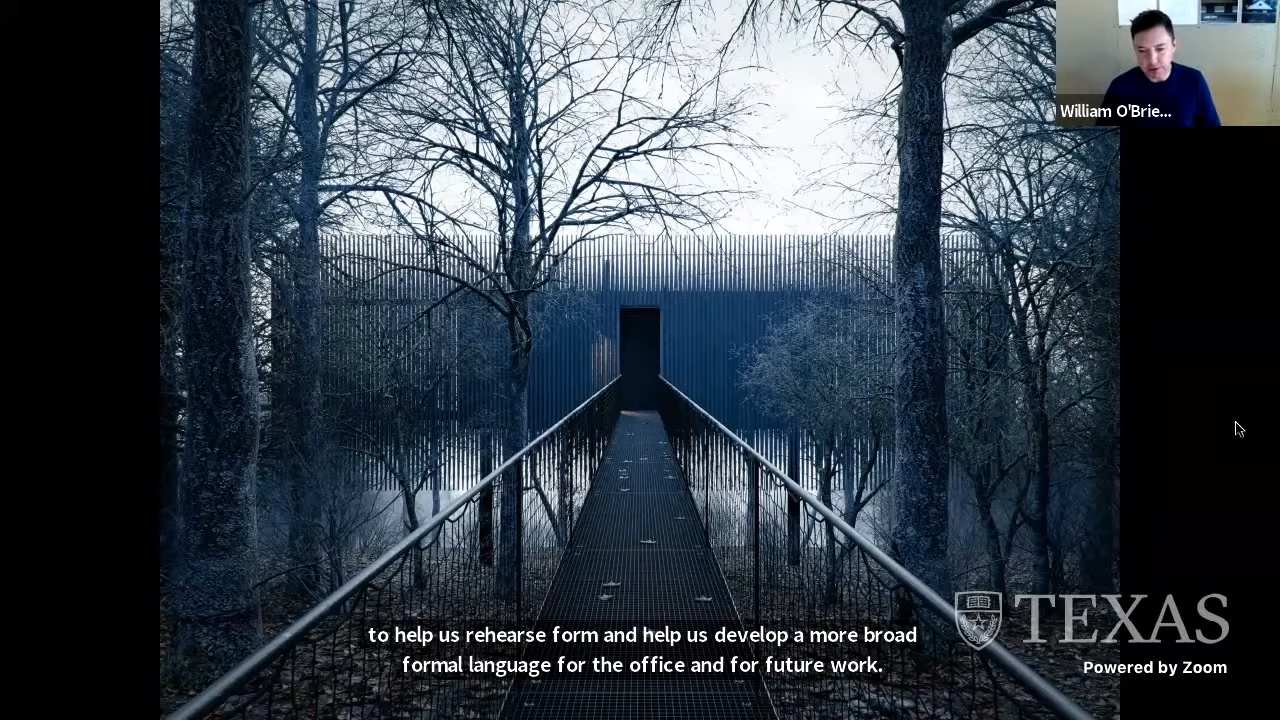 William O'Brie...
to help us rehearse form and help us develop a more broad
formal language for the office and for future work.
TEXAS
Powered by Zoom